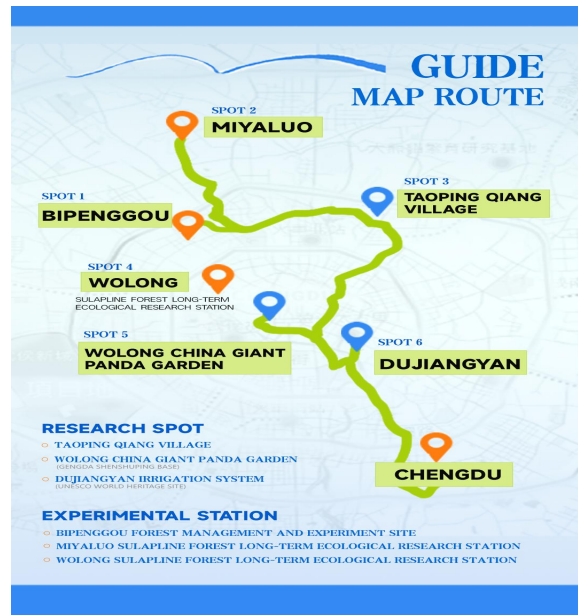 GUIDE
MAP ROUTE
SPOT 2
MIYALUO
SPOT 3
TAOPING QIANG
VILLAGE
SPOT 1
BIPENGGOU
SPOT 4
WOLONG
SULAPLINE FOREST LONG-TERM
ECOLOGICAL RESEARCH STATION
SPOT 5
WOLONG CHINA GIANT
PANDA GARDEN
SPOT 6
DUJIANGYAN
CHENGDU
RESEARCH SPOT
TAOPING QIANG VILLAGE
WOLONG CHINA GIANT PANDA GARDEN
(GENGDA SHENSHUPING BASE)
DUJIANGYAN IRRIGATION SYSTEM
(UNESCO WORLD HERITAGE SITE)
EXPERIMENTAL STATION
BIPENGGOU FOREST MANAGEMENT AND EXPERIMENT SITE
MIYALUO SULAPLINE FOREST LONG-TERM ECOLOGICAL RESEARCH STATION
WOLONG SULAPLINE FOREST LONG-TERM ECOLOGICAL RESEARCH STATION